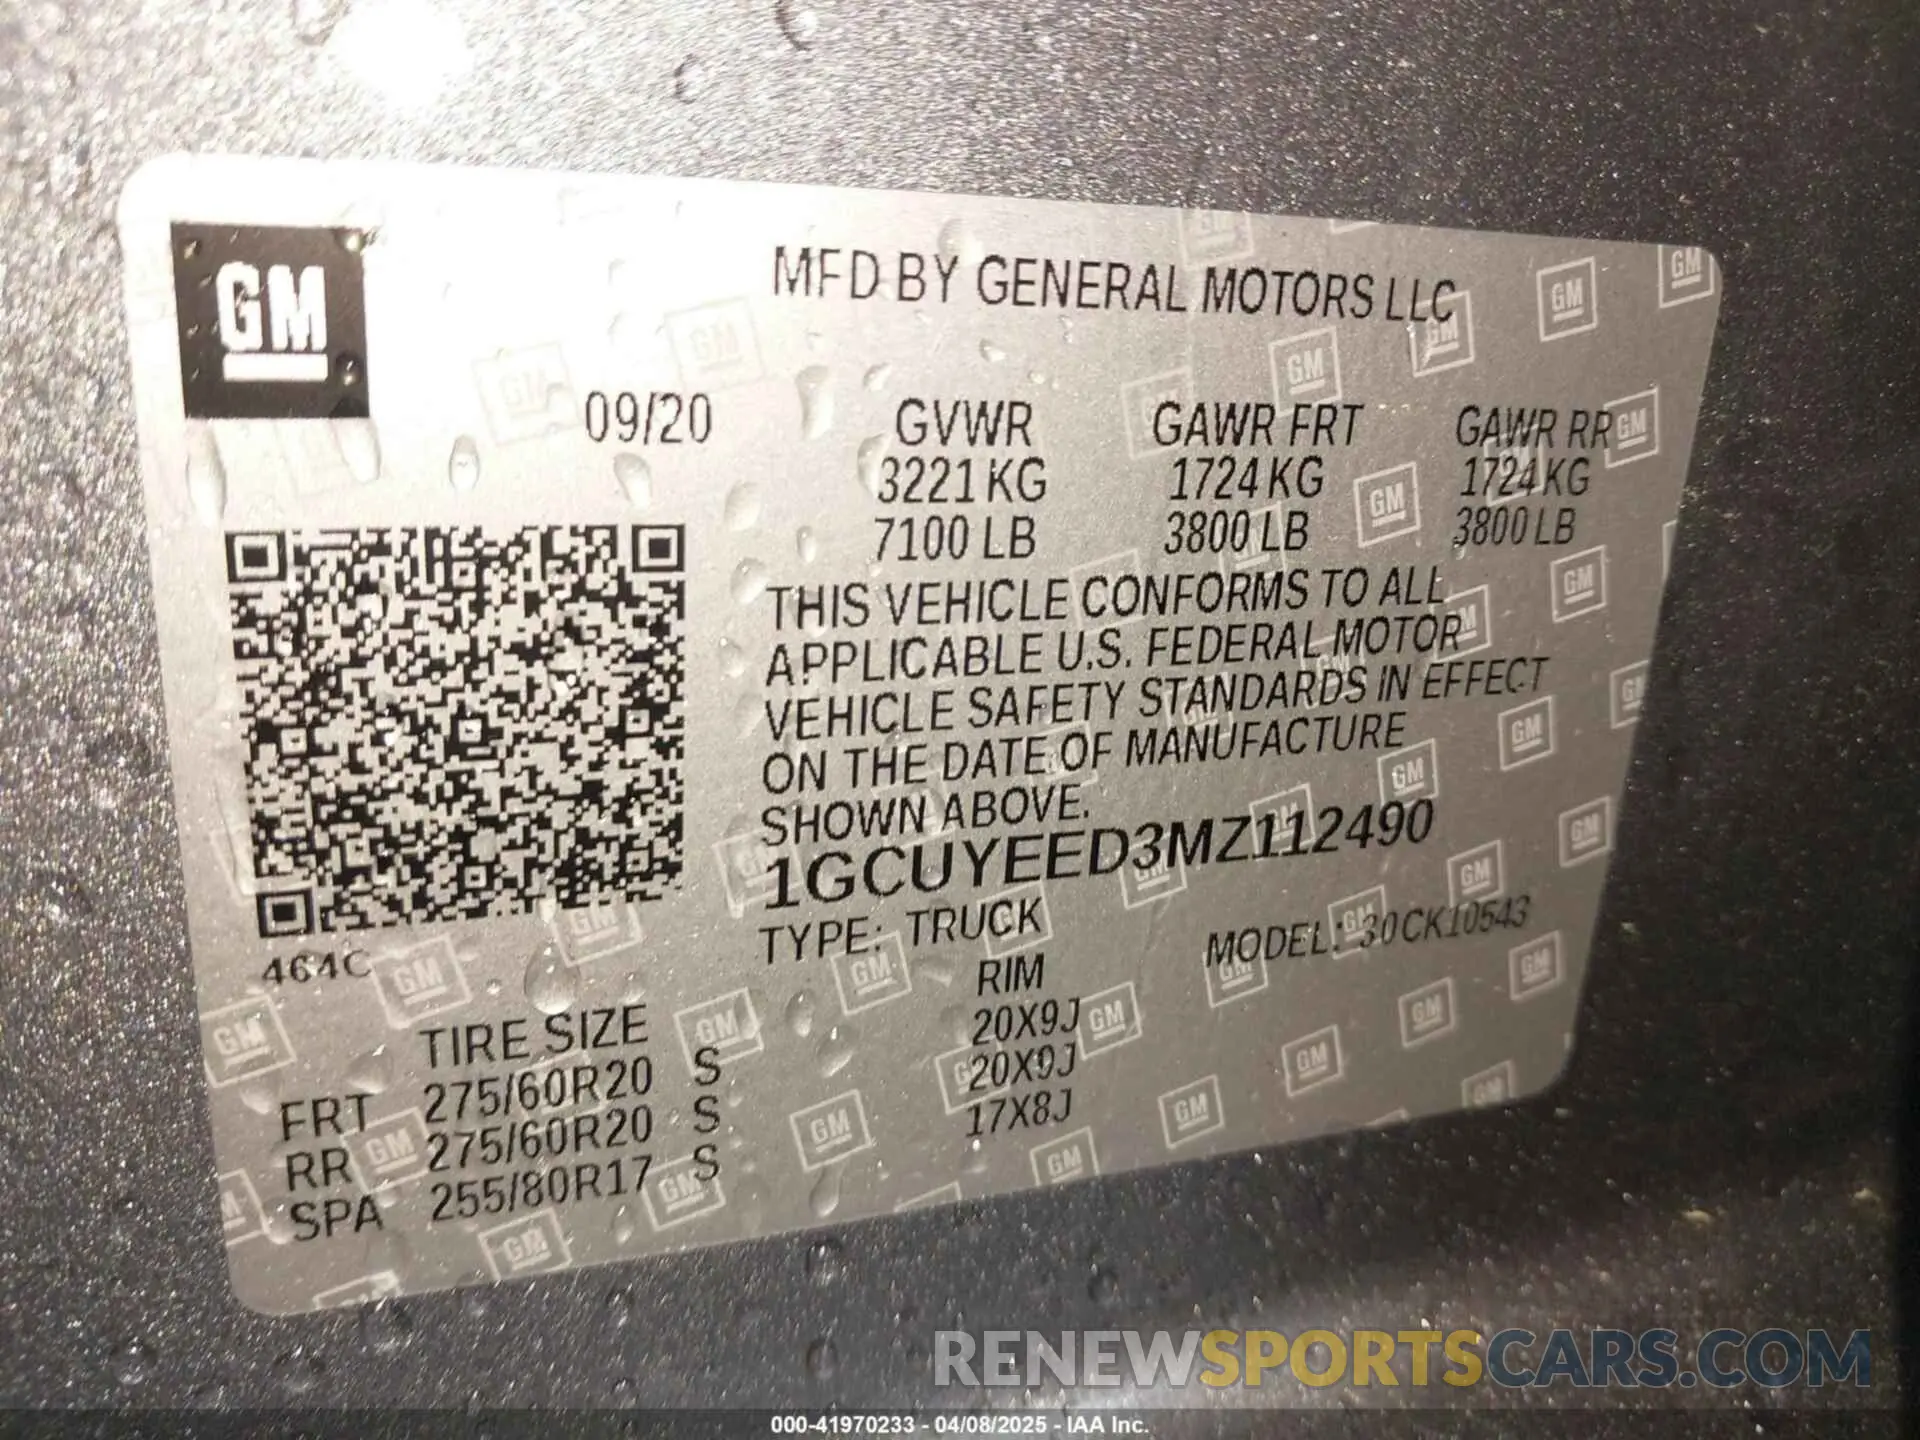 GM
MFD BY GENERAL MOTORS LLC
09/20
GVWR GAWR FRT GAWR RR
3221 KG 1724 KG 1724 KG
7100 LB 3800 LB 3800 LB
THIS VEHICLE CONFORMS TO ALL
APPLICABLE U.S. FEDERAL MOTOR
VEHICLE SAFETY STANDARDS IN EFFECT
ON THE DATE OF MANUFACTURE
SHOWN ABOVE.
1GCUYEED3MZ112490
TYPE: TRUCK MODEL: 30CK10543
464C
TIRE SIZE RIM
FRT 275/60R20 S 20X9J
RR 275/60R20 S 20X9J
SPA 255/80R17 S 17X8J
RENEWSPORTSCARS.COM
000-41970233 - 04/08/2025 - IAA Inc.